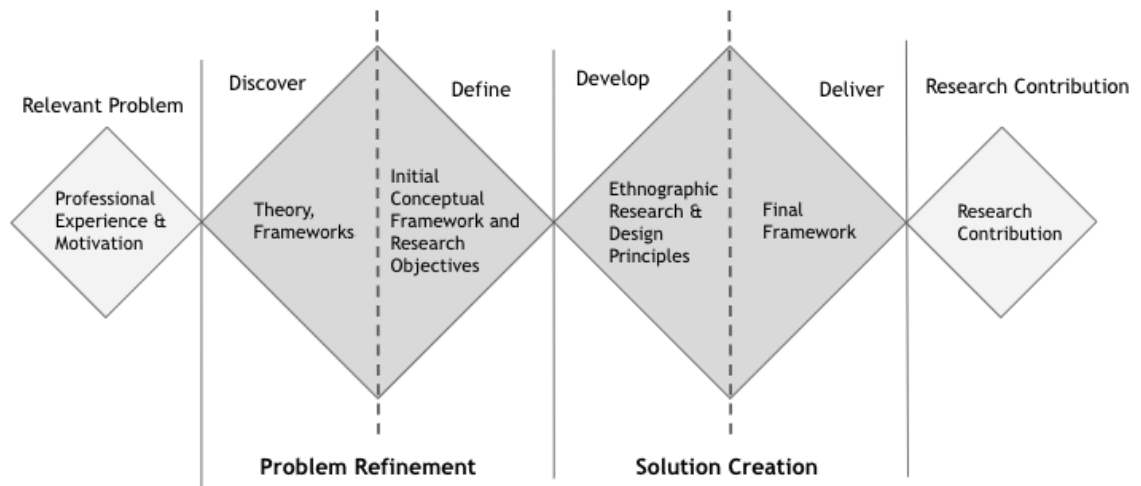 Relevant Problem
Discover
Define
Develop
Deliver
Research Contribution
Professional
Experience &
Motivation
Theory,
Frameworks
Initial
Conceptual
Framework and
Research
Objectives
Ethnographic
Research &
Design
Principles
Final
Framework
Research
Contribution
Problem Refinement
Solution Creation